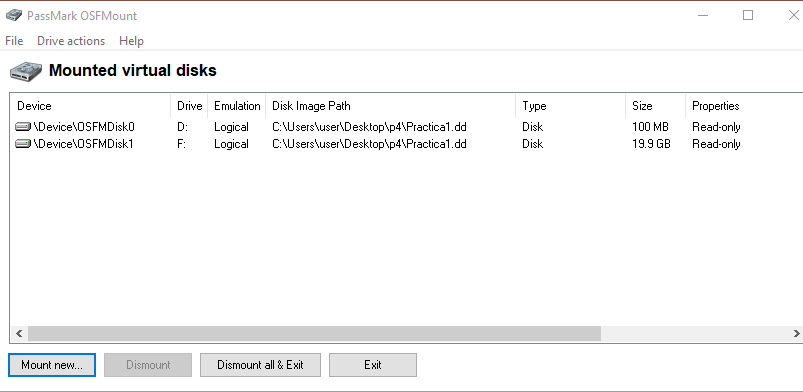 PassMark OSFMount
File Drive actions Help
Mounted virtual disks
Device Drive Emulation Disk Image Path Type Size Properties
\Device\OSFMDisk0 D: Logical C:\Users\user\Desktop\p4\Practica1.dd Disk 100 MB Read-only
\Device\OSFMDisk1 F: Logical C:\Users\user\Desktop\p4\Practica1.dd Disk 19.9 GB Read-only
Mount new... Dismount Dismount all & Exit Exit